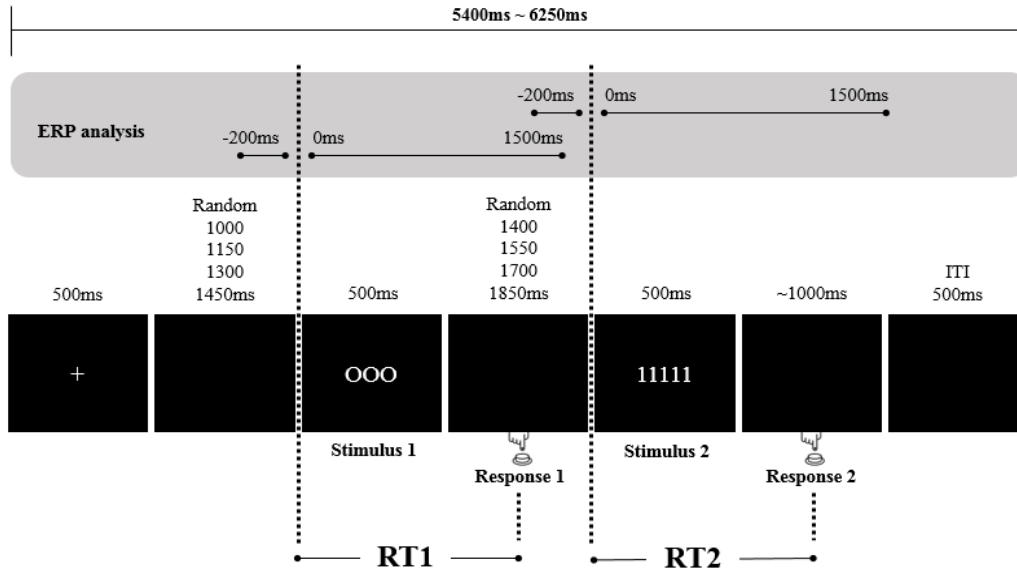 5400ms ~ 6250ms
ERP analysis
-200ms
0ms
1500ms
-200ms
0ms
1500ms
500ms
Random
1000
1150
1300
1450ms
500ms
Random
1400
1550
1700
1850ms
500ms
~1000ms
ITI
500ms
+
OOO
11111
Stimulus 1
Response 1
Stimulus 2
Response 2
RT1
RT2